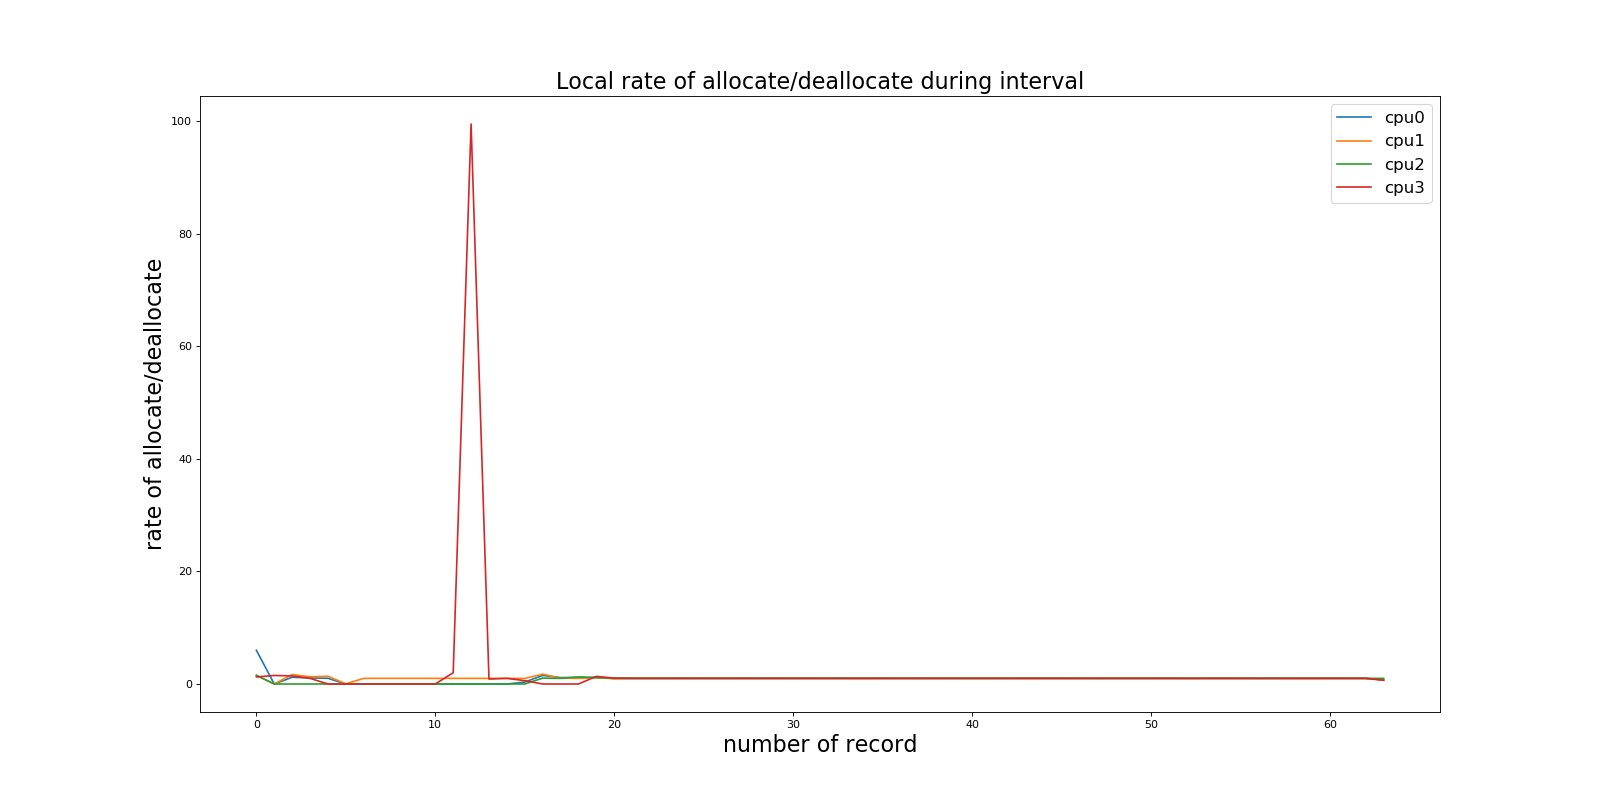 Local rate of allocate/deallocate during interval
cpu0
cpu1
cpu2
cpu3
rate of allocate/deallocate
100
80
60
40
20
0
0 10 20 30 40 50 60
number of record